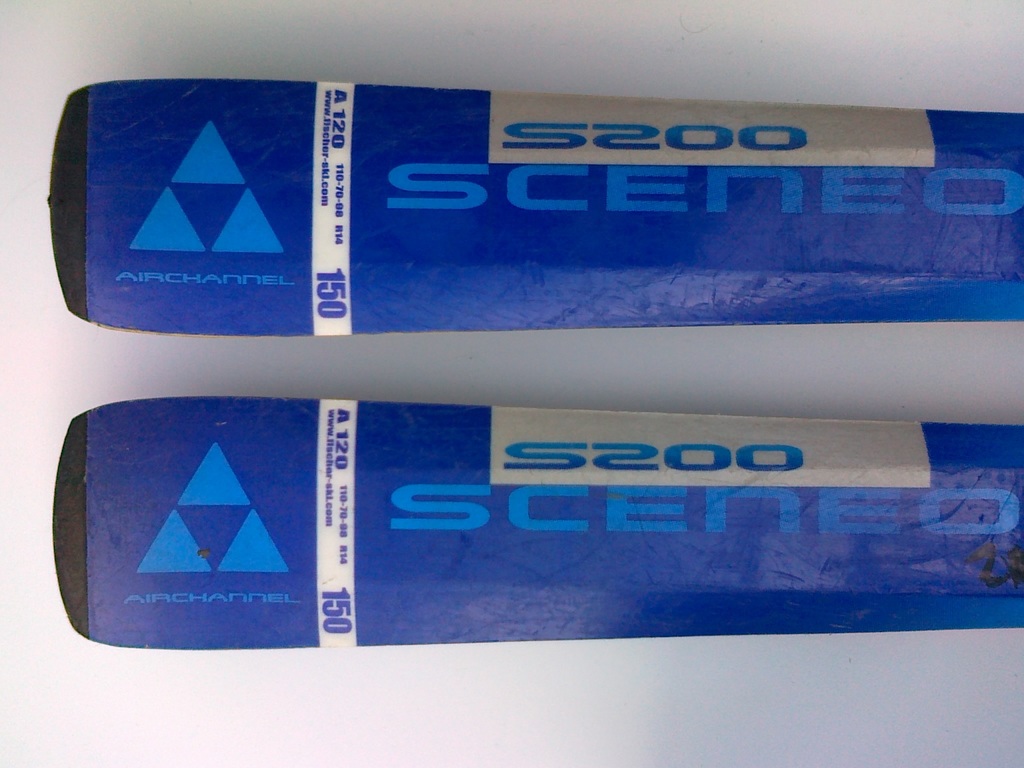 AIRCHANNEL
A 120 110-70-98 R14
www.fischer-ski.com
150
S200
SCENEO
AIRCHANNEL
A 120 110-70-98 R14
www.fischer-ski.com
150
S200
SCENEO